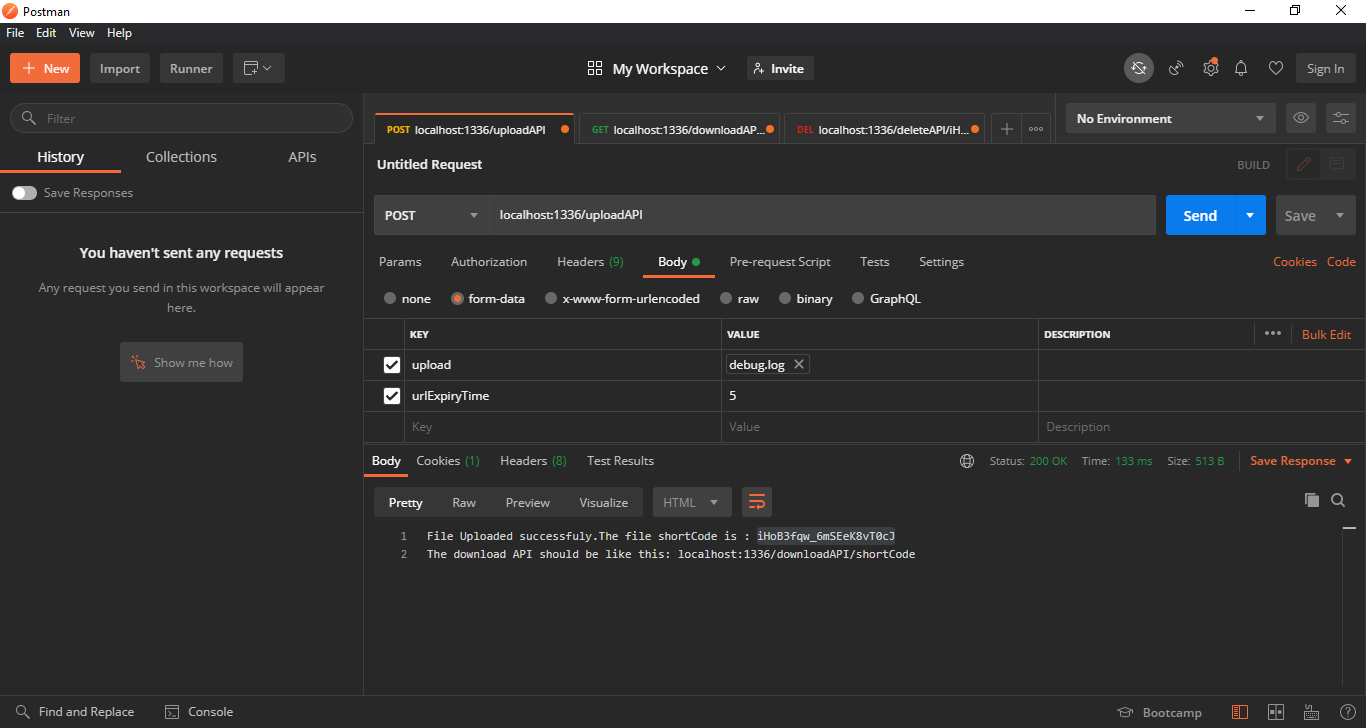 Postman
File Edit View Help
New Import Runner My Workspace Invite Sign In
Filter
History Collections APIs
Save Responses
You haven't sent any requests
Any request you send in this workspace will appear
here.
Show me how
POST localhost:1336/uploadAPI GET localhost:1336/downloadAP... DEL localhost:1336/deleteAPI/iH... No Environment
Untitled Request BUILD
POST localhost:1336/uploadAPI Send Save
Params Authorization Headers (9) Body Pre-request Script Tests Settings Cookies Code
none form-data x-www-form-urlencoded raw binary GraphQL
KEY VALUE DESCRIPTION Bulk Edit
upload debug.log
urlExpiryTime 5
Key Value Description
Body Cookies (1) Headers (8) Test Results Status: 200 OK Time: 133 ms Size: 513 B Save Response
Pretty Raw Preview Visualize HTML
1 File Uploaded successfuly.The file shortCode is : iHoB3fqw_6mSEeK8vT0cJ
2 The download API should be like this: localhost:1336/downloadAPI/shortCode
Find and Replace Console Bootcamp